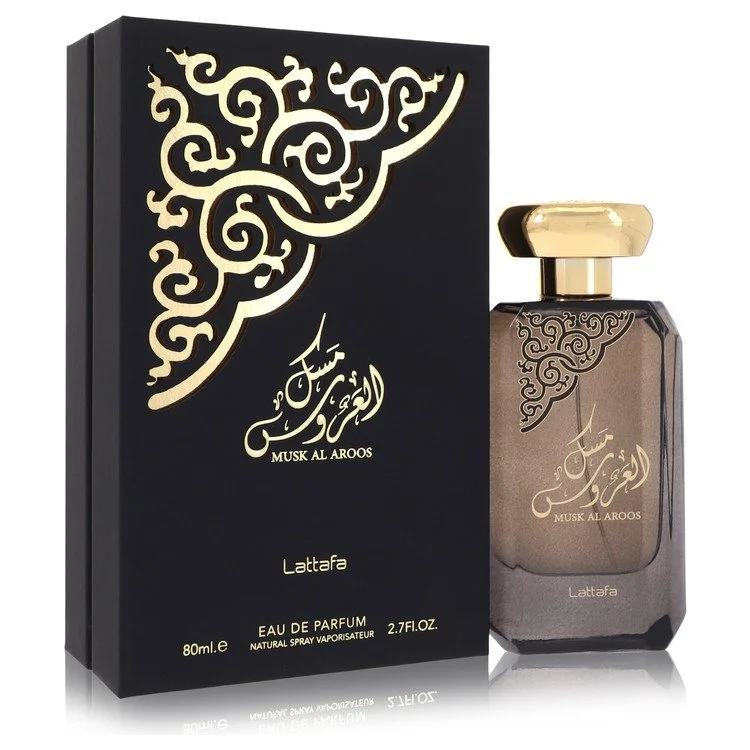 مسك
العروس
MUSK AL AROOS
Lattafa
80ml.e EAU DE PARFUM 2.7Fl.OZ.
NATURAL SPRAY VAPORISATEUR
مسك
العروس
MUSK AL AROOS
Lattafa